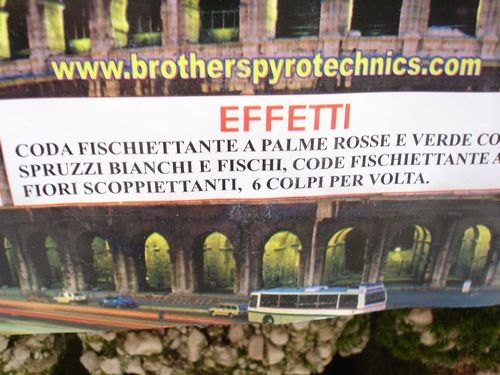 www.brotherspyrotechnics.com
EFFETTI
CODA FISCHIETTANTE A PALME ROSSE E VERDE CO
SPRUZZI BIANCHI E FISCHI, CODE FISCHIETTANTE A
FIORI SCOPPIETTANTI, 6 COLPI PER VOLTA.